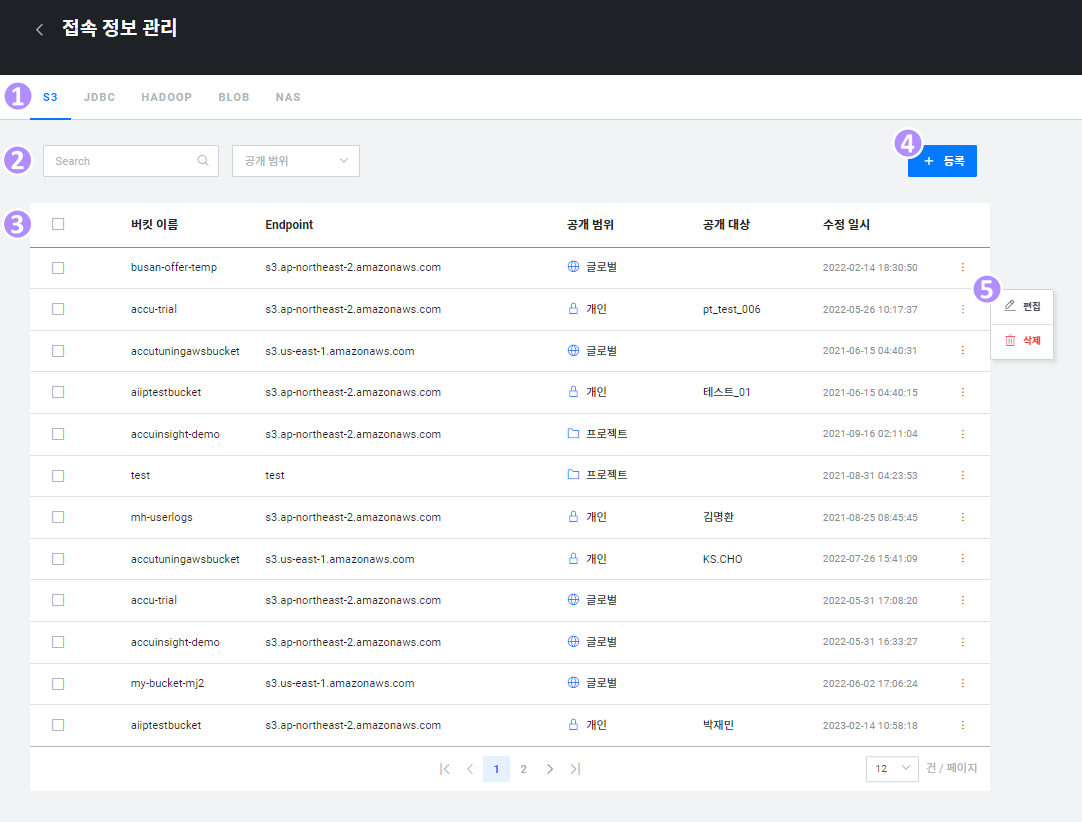 접속 정보 관리
1 S3 JDBC HADOOP BLOB NAS
2 Search 공개 범위 4 + 등록
3 버킷 이름 Endpoint 공개 범위 공개 대상 수정 일시
busan-offer-temp s3.ap-northeast-2.amazonaws.com 글로벌 2022-02-14 18:30:50
accu-trial s3.ap-northeast-2.amazonaws.com 개인 pt_test_006 2022-05-26 10:17:37
5 편집
삭제
accutuningawsbucket s3.us-east-1.amazonaws.com 글로벌 2021-06-15 04:40:31
aiiptestbucket s3.ap-northeast-2.amazonaws.com 개인 테스트_01 2021-06-15 04:40:15
accuinsight-demo s3.ap-northeast-2.amazonaws.com 프로젝트 2021-09-16 02:11:04
test test 프로젝트 2021-08-31 04:23:53
mh-userlogs s3.ap-northeast-2.amazonaws.com 개인 김명환 2021-08-25 08:45:45
accutuningawsbucket s3.us-east-1.amazonaws.com 개인 KS.CHO 2022-07-26 15:41:09
accu-trial s3.ap-northeast-2.amazonaws.com 글로벌 2022-05-31 17:08:20
accuinsight-demo s3.ap-northeast-2.amazonaws.com 글로벌 2022-05-31 16:33:27
my-bucket-mj2 s3.us-east-1.amazonaws.com 글로벌 2022-06-02 17:06:24
aiiptestbucket s3.ap-northeast-2.amazonaws.com 개인 박재민 2023-02-14 10:58:18
1 2 12 건 / 페이지